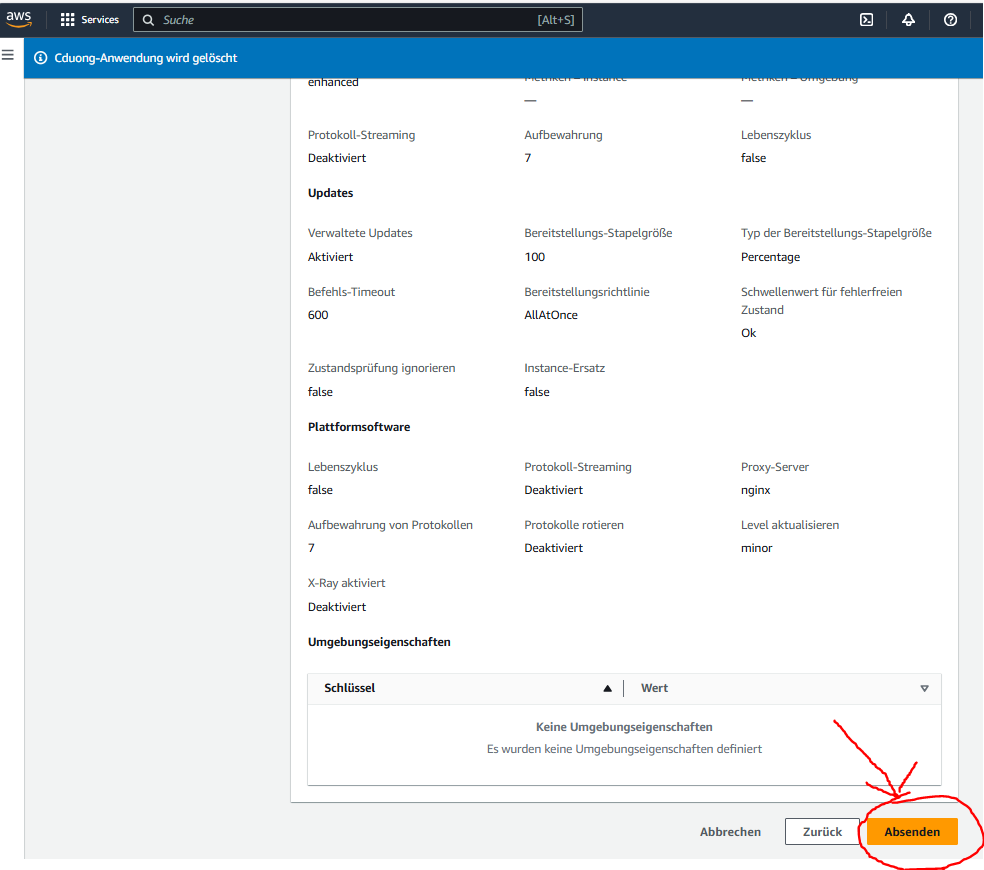 aws Services Suche [Alt+S]
Cduong-Anwendung wird gelöscht
enhanced Metriken – Instance Metriken – Umgebung
— —
Protokoll-Streaming Aufbewahrung Lebenszyklus
Deaktiviert 7 false
Updates
Verwaltete Updates Bereitstellungs-Stapelgröße Typ der Bereitstellungs-Stapelgröße
Aktiviert 100 Percentage
Befehls-Timeout Bereitstellungsrichtlinie Schwellenwert für fehlerfreien
Zustand
600 AllAtOnce
Ok
Zustandsprüfung ignorieren Instance-Ersatz
false false
Plattformsoftware
Lebenszyklus Protokoll-Streaming Proxy-Server
false Deaktiviert nginx
Aufbewahrung von Protokollen Protokolle rotieren Level aktualisieren
7 Deaktiviert minor
X-Ray aktiviert
Deaktiviert
Umgebungseigenschaften
Schlüssel Wert
Keine Umgebungseigenschaften
Es wurden keine Umgebungseigenschaften definiert
Abbrechen Zurück Absenden